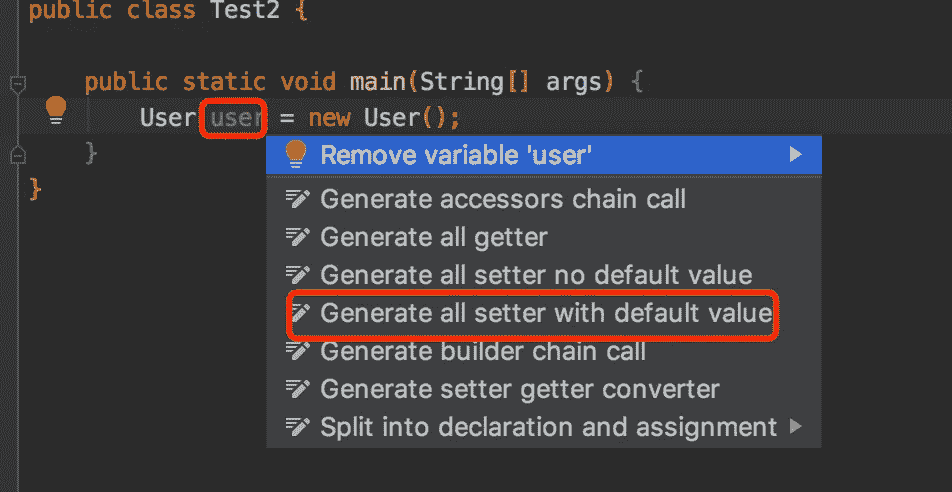 public class Test2 {
public static void main(String[] args) {
User user = new User();
}
}
Remove variable 'user'
Generate accessors chain call
Generate all getter
Generate all setter no default value
Generate all setter with default value
Generate builder chain call
Generate setter getter converter
Split into declaration and assignment